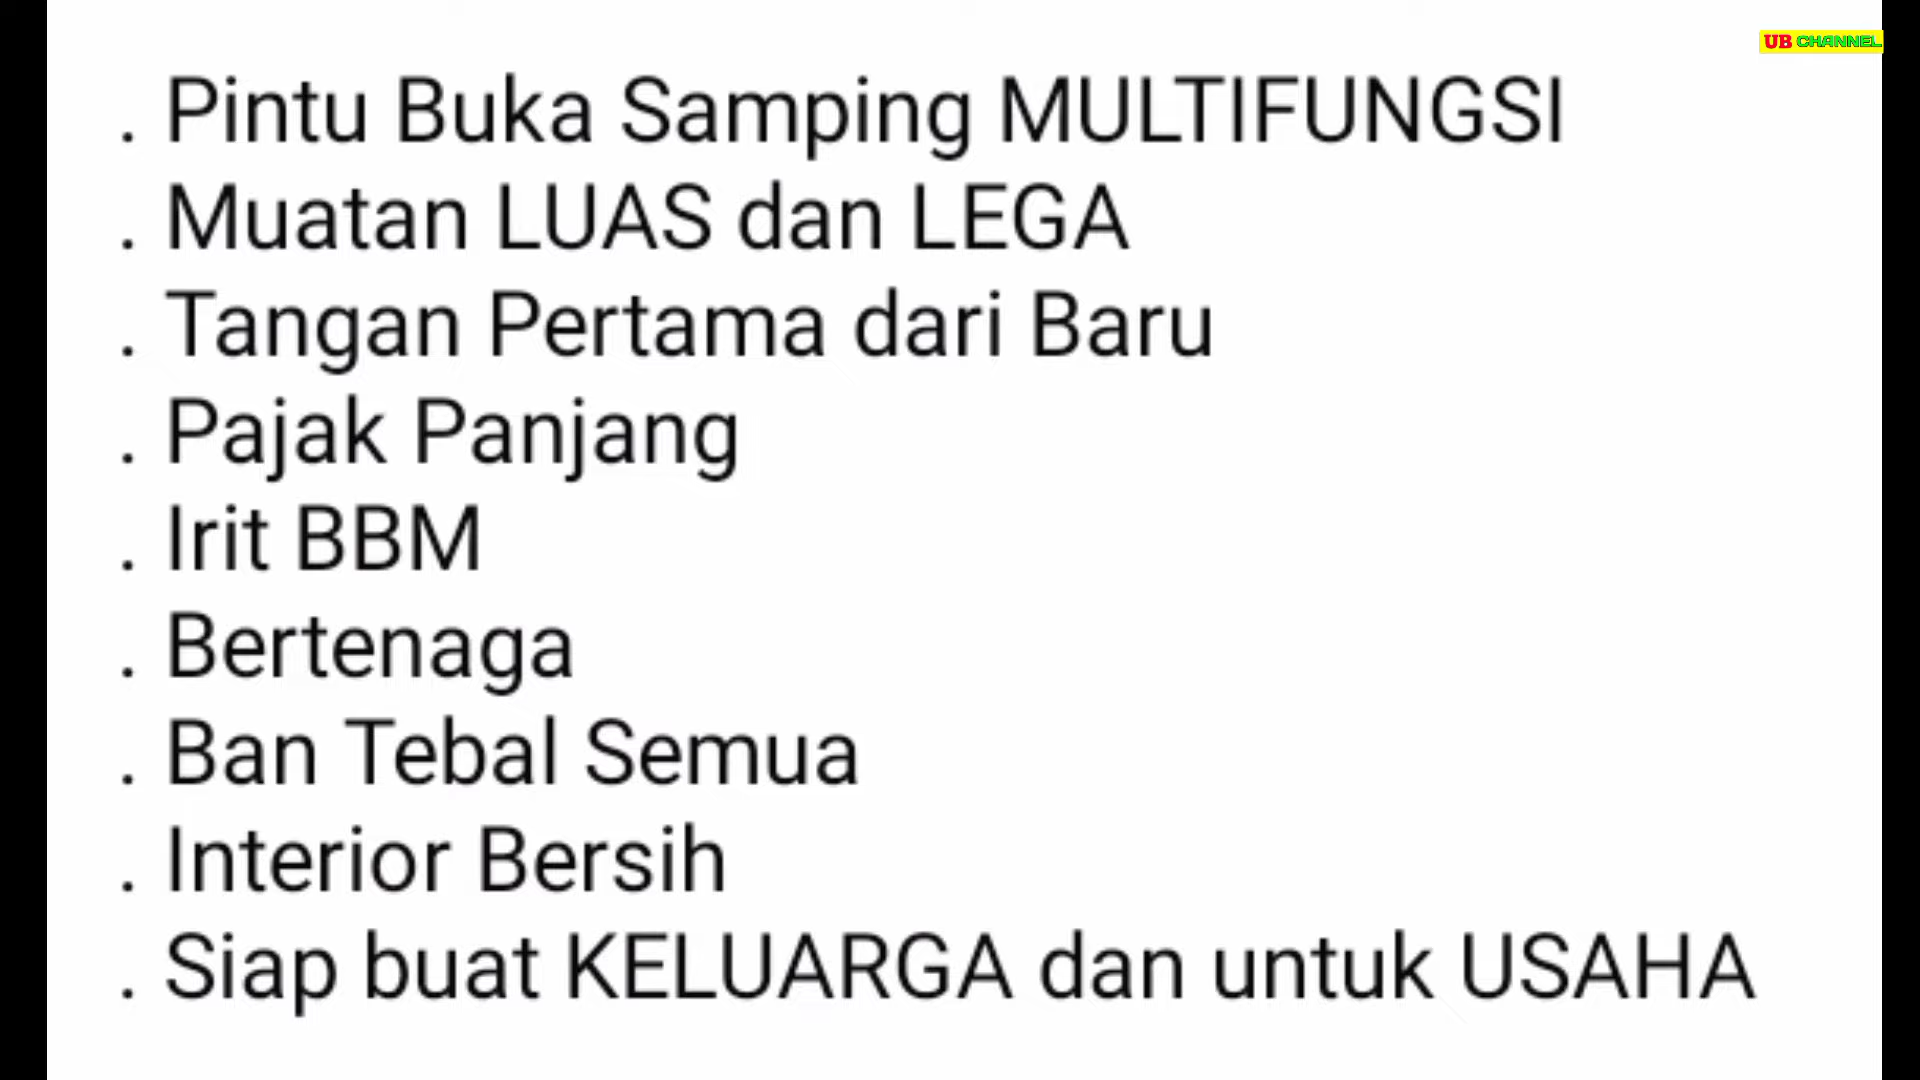 UB CHANNEL
. Pintu Buka Samping MULTIFUNGSI
. Muatan LUAS dan LEGA
. Tangan Pertama dari Baru
. Pajak Panjang
. Irit BBM
. Bertenaga
. Ban Tebal Semua
. Interior Bersih
. Siap buat KELUARGA dan untuk USAHA